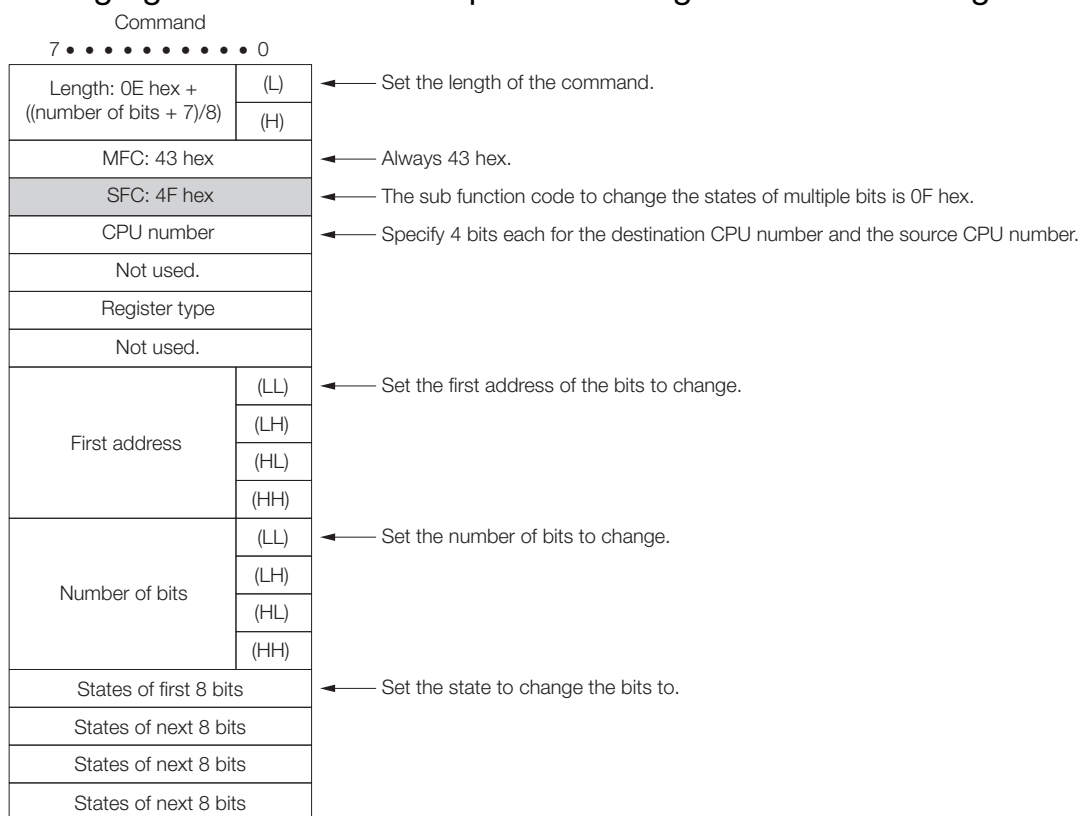 Command
7 • • • • • • • • • • 0
Length: 0E hex +
((number of bits + 7)/8)
(L)
(H)
Set the length of the command.
MFC: 43 hex
Always 43 hex.
SFC: 4F hex
The sub function code to change the states of multiple bits is 0F hex.
CPU number
Specify 4 bits each for the destination CPU number and the source CPU number.
Not used.
Register type
Not used.
First address
(LL)
(LH)
(HL)
(HH)
Set the first address of the bits to change.
Number of bits
(LL)
(LH)
(HL)
(HH)
Set the number of bits to change.
States of first 8 bits
Set the state to change the bits to.
States of next 8 bits
States of next 8 bits
States of next 8 bits